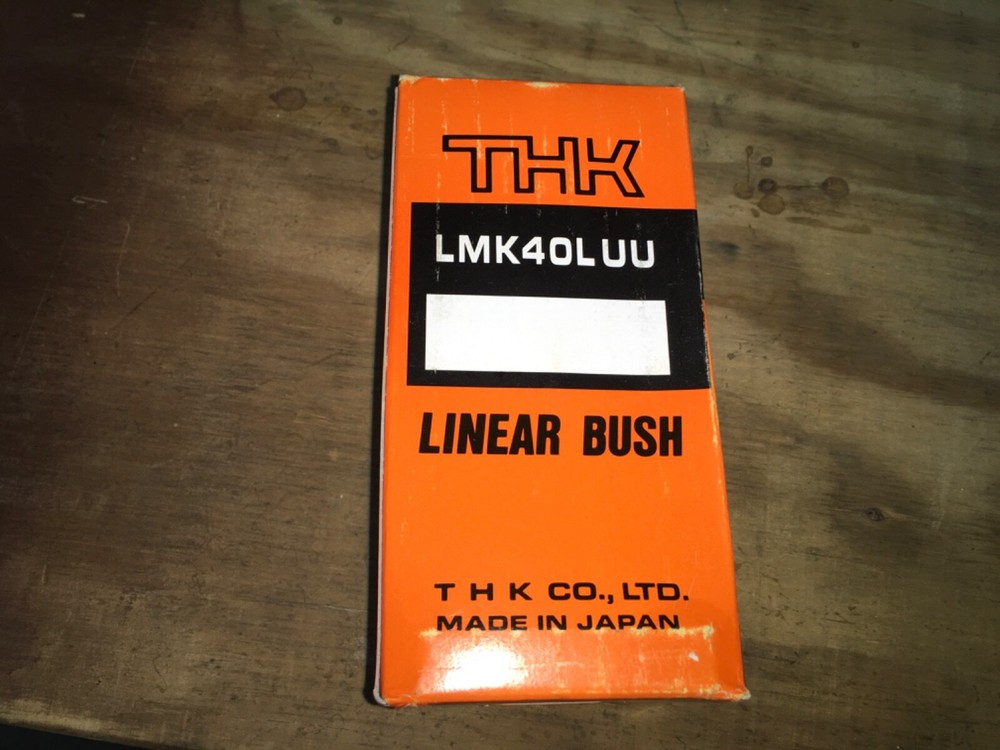 THK
LMK40LUU
LINEAR BUSH
T H K CO., LTD.
MADE IN JAPAN